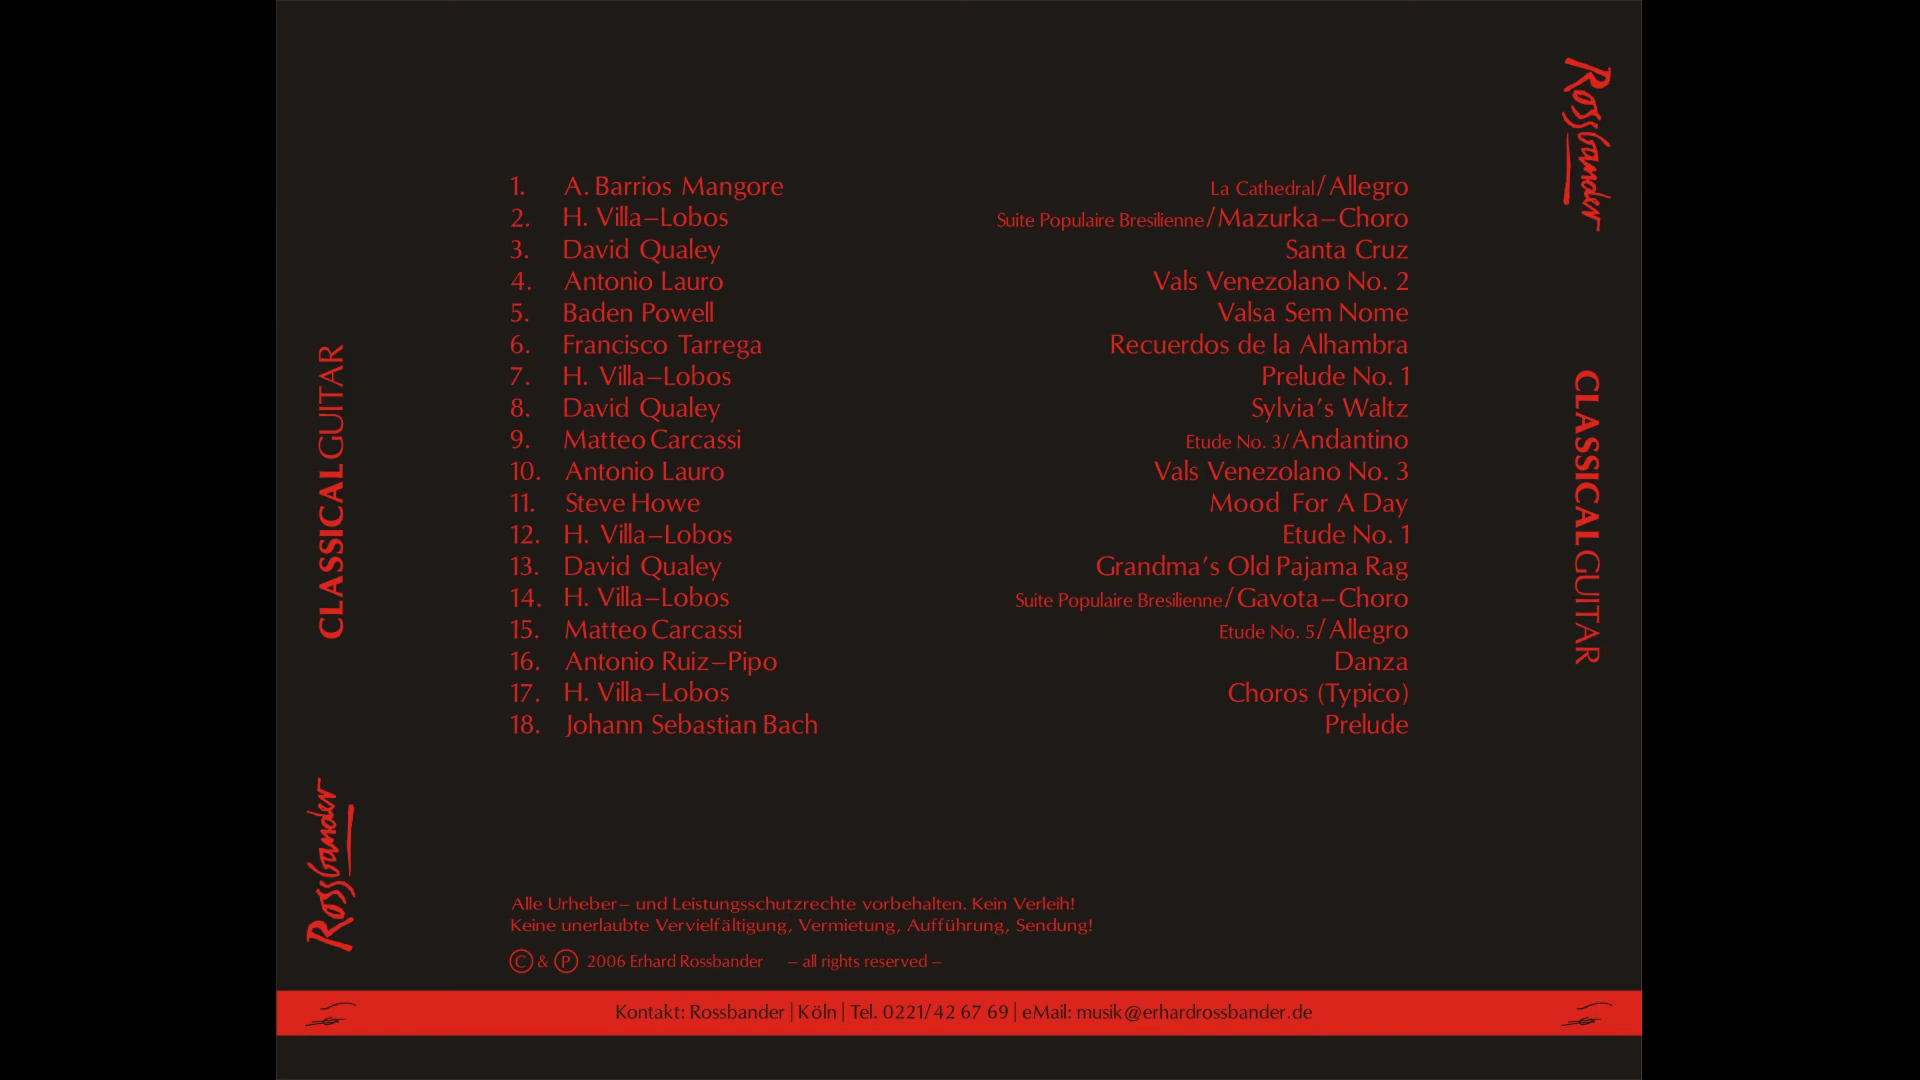 1. A. Barrios Mangore La Cathedral/Allegro
2. H. Villa–Lobos Suite Populaire Bresilienne/Mazurka–Choro
3. David Qualey Santa Cruz
4. Antonio Lauro Vals Venezolano No. 2
5. Baden Powell Valsa Sem Nome
6. Francisco Tarrega Recuerdos de la Alhambra
7. H. Villa–Lobos Prelude No. 1
8. David Qualey Sylvia's Waltz
9. Matteo Carcassi Etude No. 3/Andantino
10. Antonio Lauro Vals Venezolano No. 3
11. Steve Howe Mood For A Day
12. H. Villa–Lobos Etude No. 1
13. David Qualey Grandma's Old Pajama Rag
14. H. Villa–Lobos Suite Populaire Bresilienne/Gavota–Choro
15. Matteo Carcassi Etude No. 5/Allegro
16. Antonio Ruiz–Pipo Danza
17. H. Villa–Lobos Choros (Typico)
18. Johann Sebastian Bach Prelude
Alle Urheber– und Leistungsschutzrechte vorbehalten. Kein Verleih!
Keine unerlaubte Vervielfältigung, Vermietung, Aufführung, Sendung!
Ⓒ & Ⓟ 2006 Erhard Rossbander – all rights reserved –
Kontakt: Rossbander | Köln | Tel. 0221/42 67 69 | eMail: musik@erhardrossbander.de
Rossbander
CLASSICALGUITAR
Rossbander
CLASSICALGUITAR